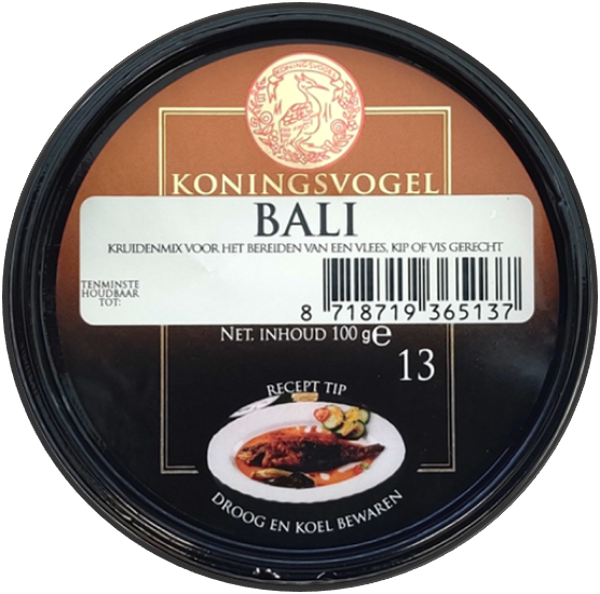 KONINGSVOGEL
KONINGSVOGEL
BALI
KRUIDENMIX VOOR HET BEREIDEN VAN EEN VLEES, KIP OF VIS GERECHT
TENMINSTE
HOUDBAAR
TOT:
8 718719 365137
NET. INHOUD 100 g℮
13
RECEPT TIP
DROOG EN KOEL BEWAREN